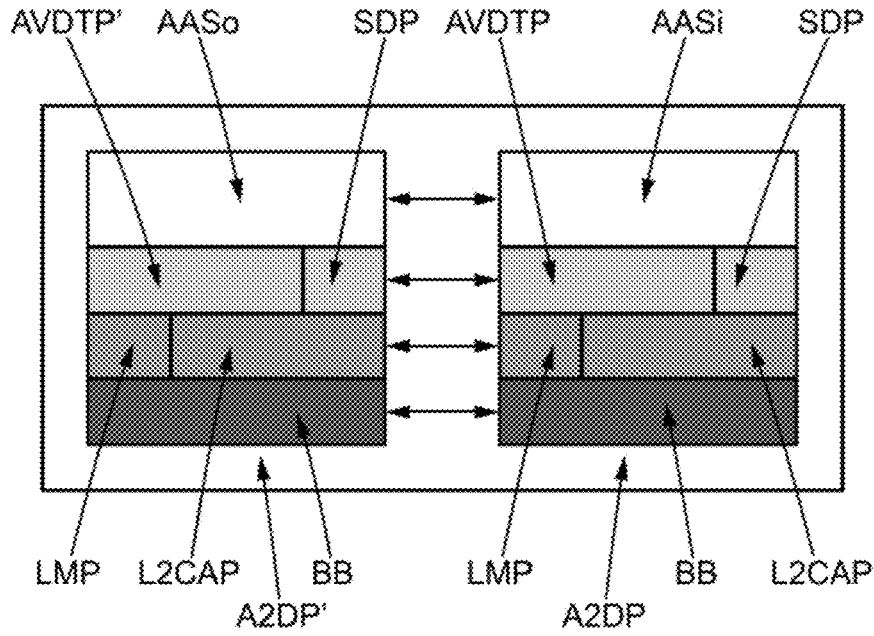 AVDTP' AASo SDP AVDTP AASi SDP
LMP L2CAP BB LMP BB L2CAP
A2DP' A2DP